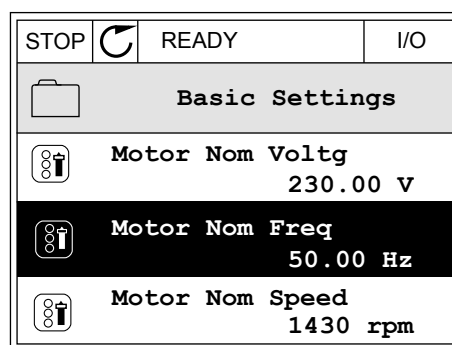 STOP READY I/O
Basic Settings
Motor Nom Voltg
230.00 V
Motor Nom Freq
50.00 Hz
Motor Nom Speed
1430 rpm